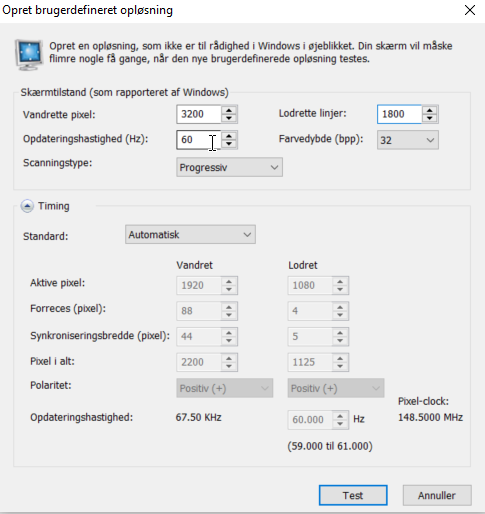 Opret brugerdefineret opløsning
Opret en opløsning, som ikke er til rådighed i Windows i øjeblikket. Din skærm vil måske
flimre nogle få gange, når den nye brugerdefinerede opløsning testes.
Skærmtilstand (som rapporteret af Windows)
Vandrette pixel: 3200 Lodrette linjer: 1800
Opdateringshastighed (Hz): 60 Farvedybde (bpp): 32
Scanningstype: Progressiv
Timing
Standard: Automatisk
Vandret Lodret
Aktive pixel: 1920 1080
Forreces (pixel): 88 4
Synkroniseringsbredde (pixel): 44 5
Pixel i alt: 2200 1125
Polaritet: Positiv (+) Positiv (+)
Pixel-clock:
Opdateringshastighed: 67.50 KHz 60.000 Hz 148.5000 MHz
(59.000 til 61.000)
Test Annuller